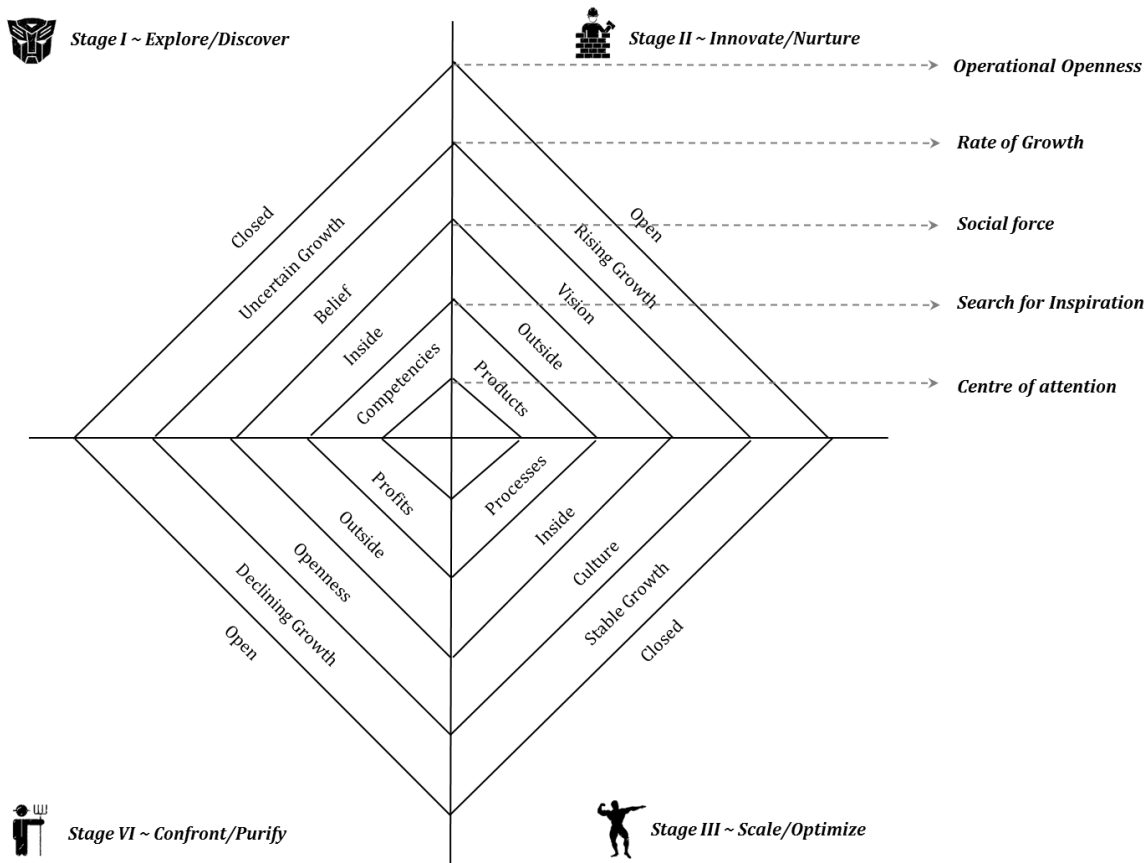 Stage I ~ Explore/Discover
Stage II ~ Innovate/Nurture
Operational Openness
Rate of Growth
Social force
Search for Inspiration
Centre of attention
Closed
Uncertain Growth
Belief
Inside
Competencies
Open
Rising Growth
Vision
Outside
Products
Profits
Outside
Openness
Declining Growth
Open
Processes
Inside
Culture
Stable Growth
Closed
Stage VI ~ Confront/Purify
Stage III ~ Scale/Optimize